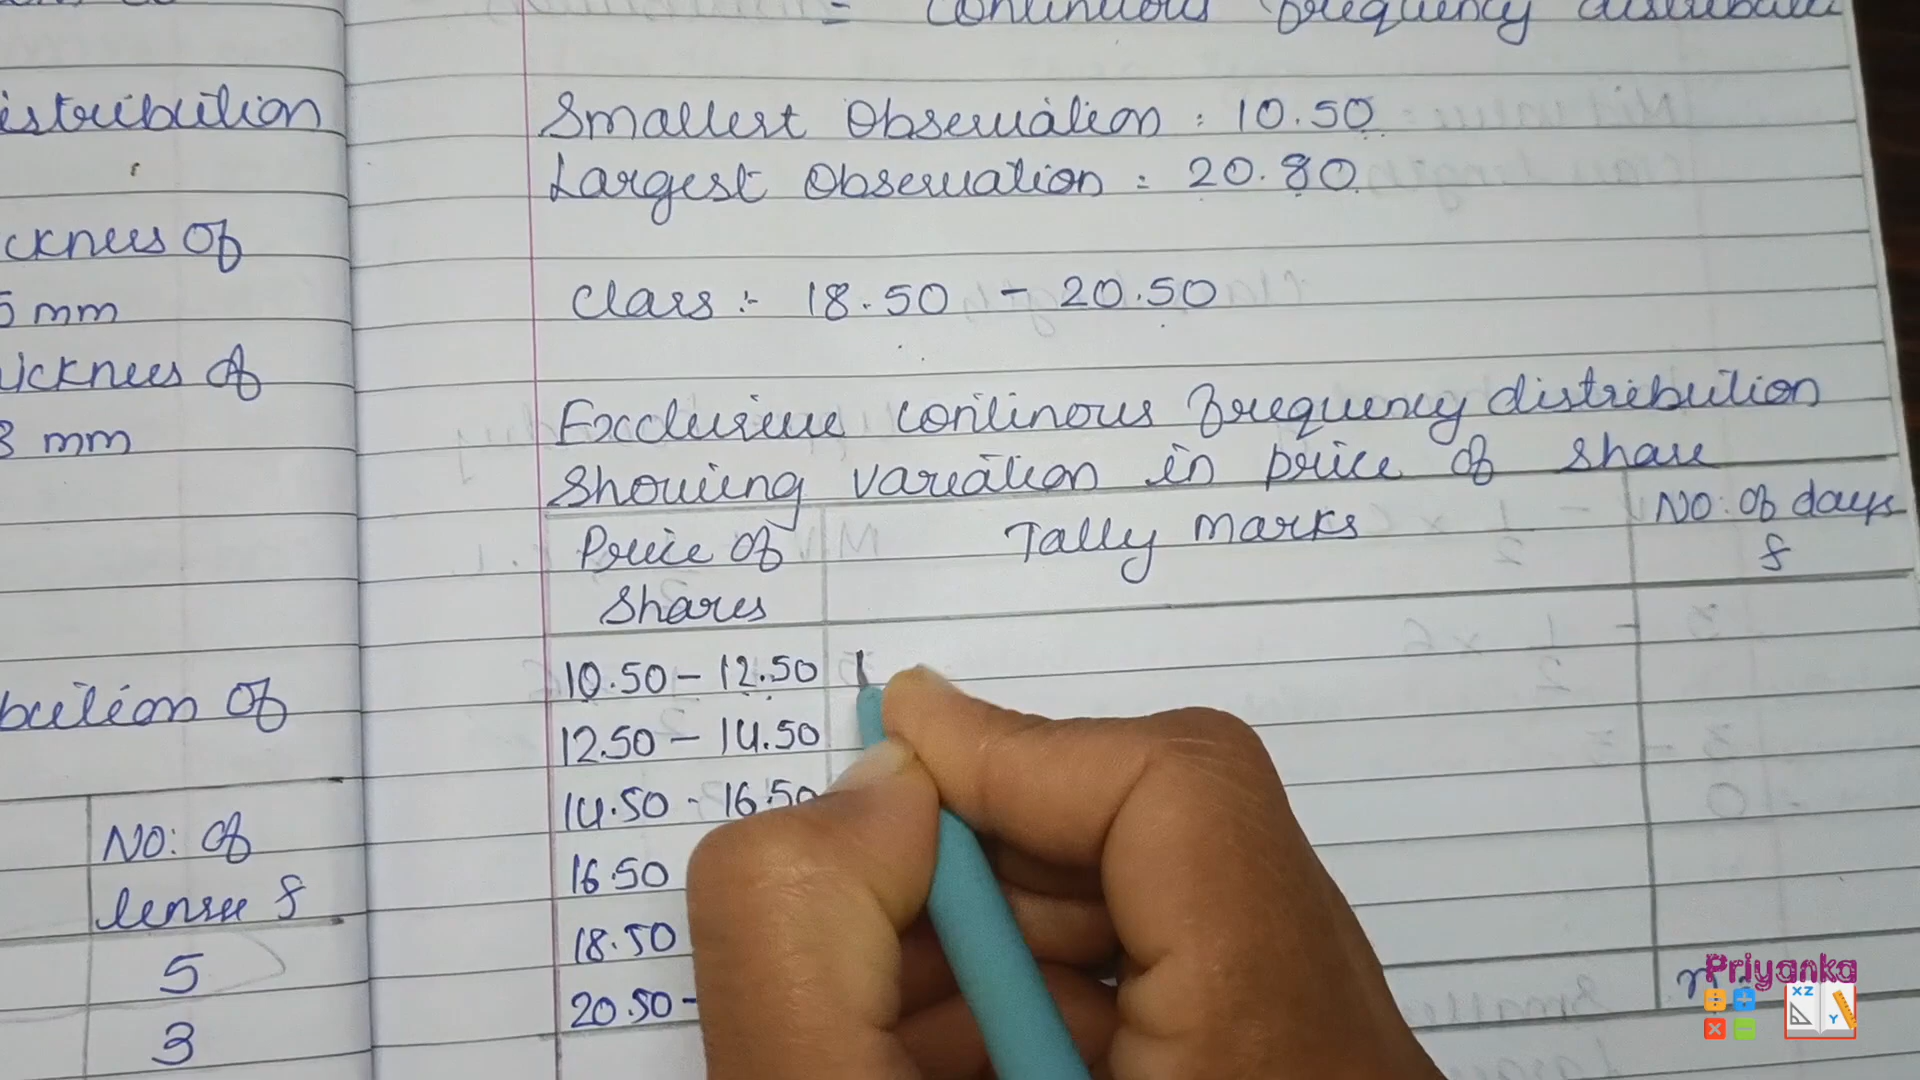 = Continuous frequency distributi
istribution
Smallest Observation : 10.50
Largest Observation : 20.80
ckness of
5 mm
Class :- 18.50 - 20.50
ickness of
3 mm
Exclusive continous frequency distribution
Showing variation in price of share
Price of Shares
Tally marks
No: of days f
10.50 - 12.50
12.50 - 14.50
14.50 - 16.50
16.50
18.50
20.50 -
bution of
No: of
lense f
5
3
Priyanka
XZ
Y